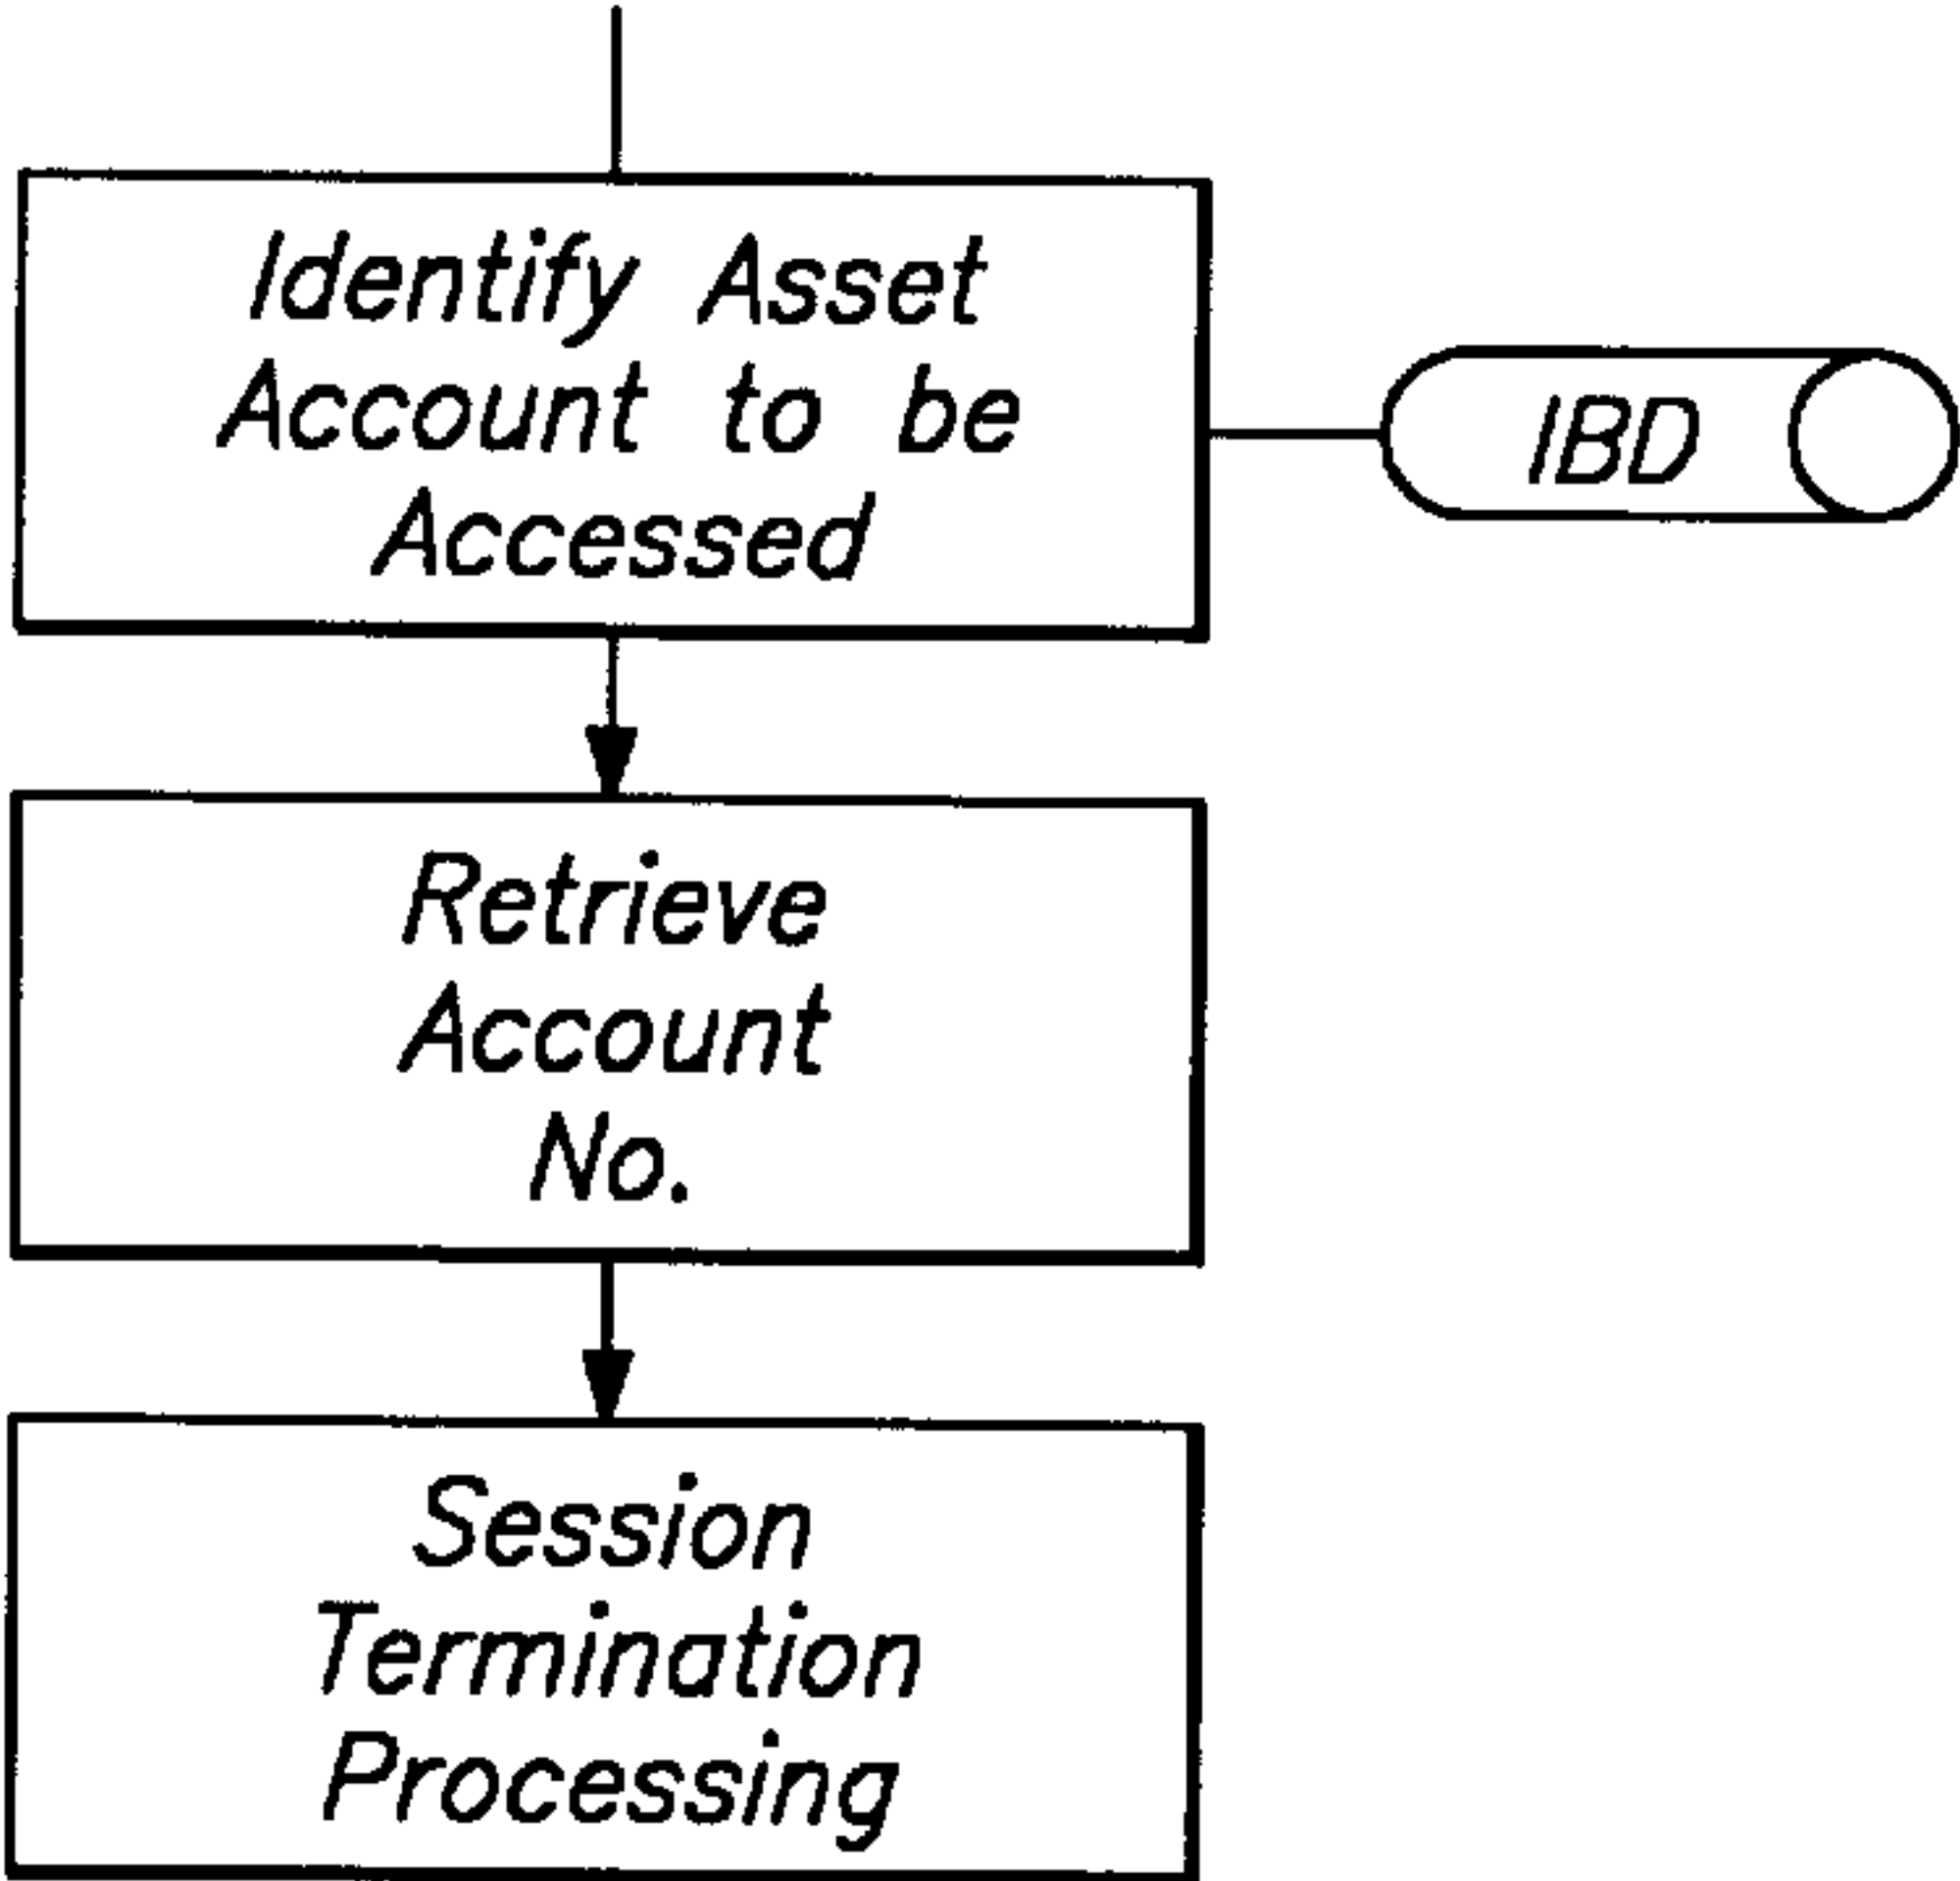 Identify Asset
Account to be
Accessed
IBD
Retrieve
Account
No.
Session
Termination
Processing